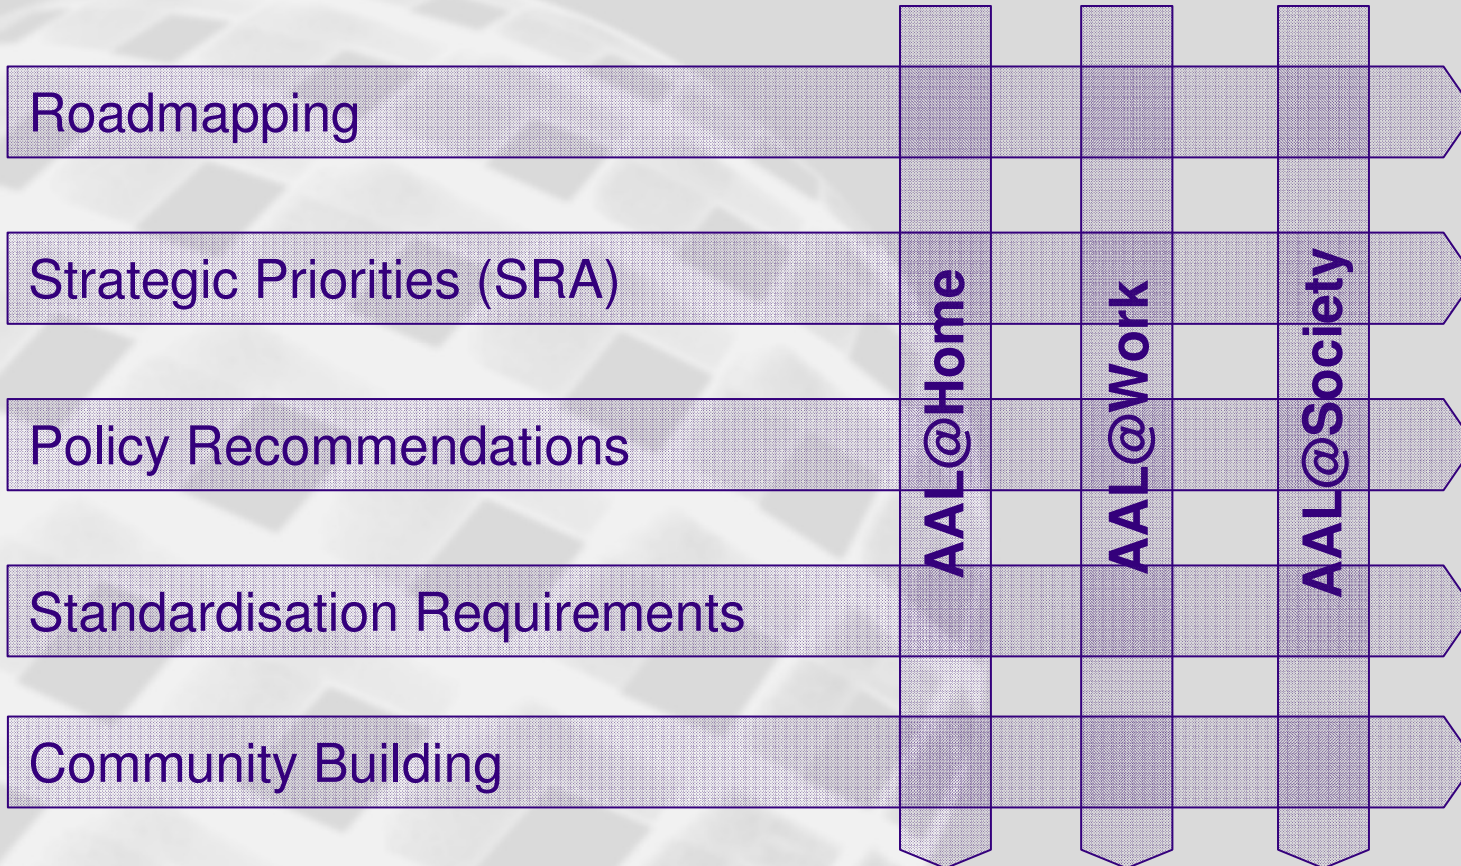 Roadmapping
Strategic Priorities (SRA)
Policy Recommendations
Standardisation Requirements
Community Building
AAL@Home
AAL@Work
AAL@Society